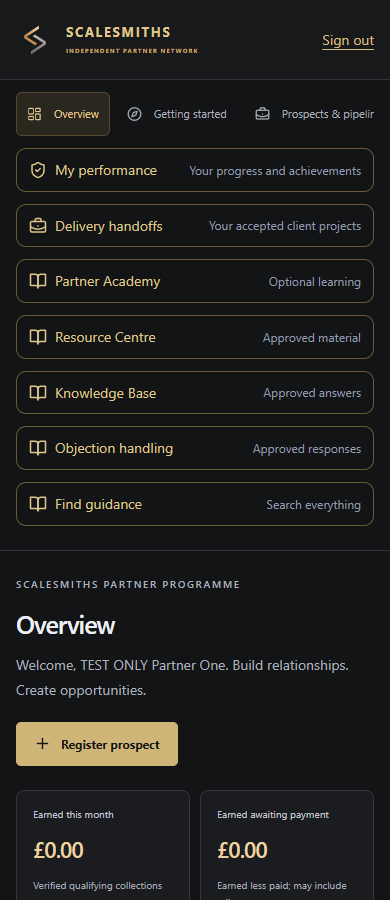 SCALESMITHS
INDEPENDENT PARTNER NETWORK
Sign out
Overview
Getting started
Prospects & pipelin
My performance
Your progress and achievements
Delivery handoffs
Your accepted client projects
Partner Academy
Optional learning
Resource Centre
Approved material
Knowledge Base
Approved answers
Objection handling
Approved responses
Find guidance
Search everything
SCALESMITHS PARTNER PROGRAMME
Overview
Welcome, TEST ONLY Partner One. Build relationships.
Create opportunities.
Register prospect
Earned this month
£0.00
Verified qualifying collections
Earned awaiting payment
£0.00
Earned less paid; may include